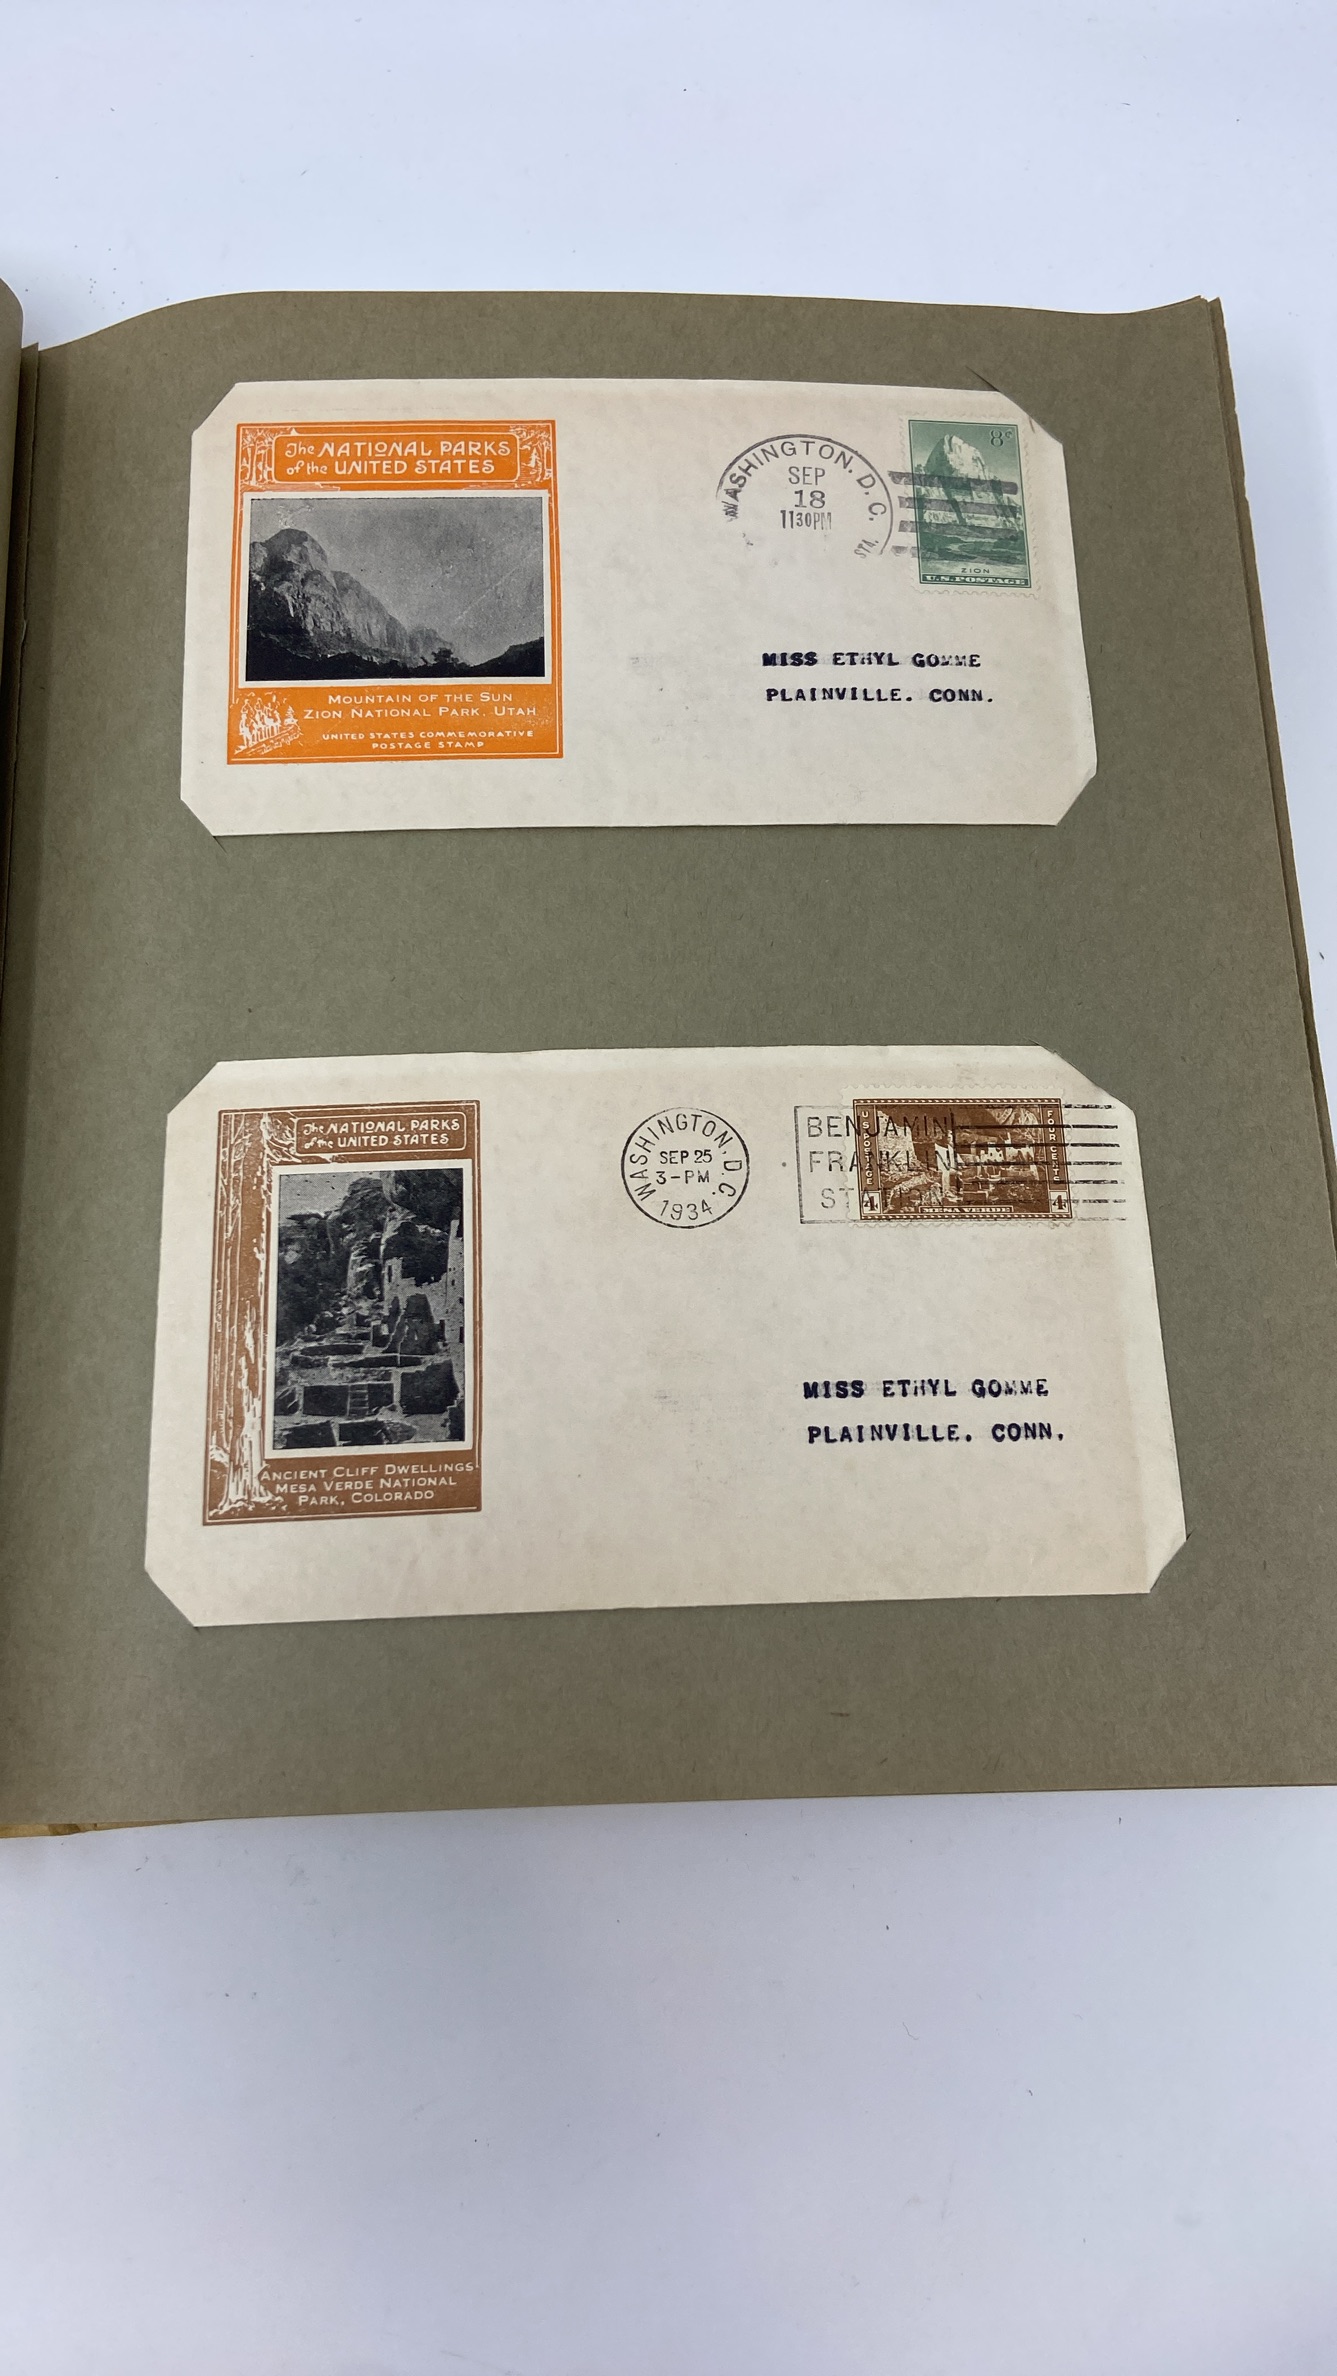 The NATIONAL PARKS
of the UNITED STATES
MOUNTAIN OF THE SUN
ZION NATIONAL PARK, UTAH
UNITED STATES COMMEMORATIVE
POSTAGE STAMP
WASHINGTON, D. C.
SEP
18
1130PM
STA.
8¢
ZION
U.S. POSTAGE
MISS ETHYL GOMME
PLAINVILLE. CONN.
The NATIONAL PARKS
of the UNITED STATES
ANCIENT CLIFF DWELLINGS
MESA VERDE NATIONAL
PARK, COLORADO
WASHINGTON, D.C.
SEP 25
3-PM
1934
BENJAMIN
FRANKLIN
STATION
U.S. POSTAGE
FOUR CENTS
4 MESA VERDE 4
MISS ETHYL GOMME
PLAINVILLE. CONN.